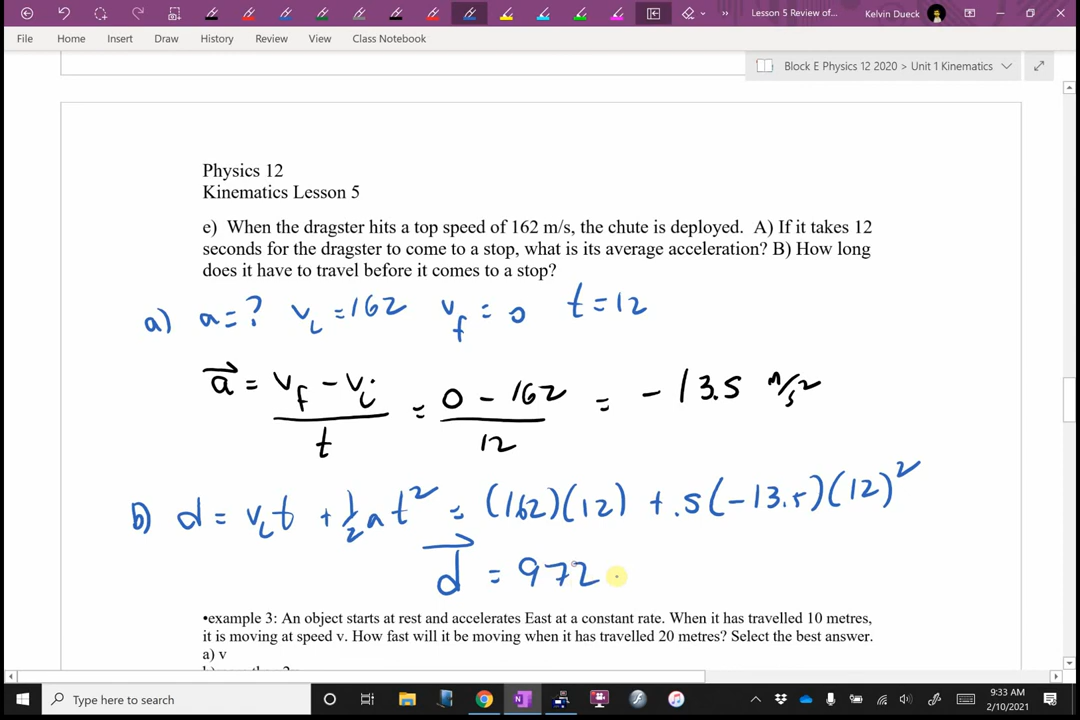 Lesson 5 Review of...
Kelvin Dueck
File Home Insert Draw History Review View Class Notebook
Block E Physics 12 2020 > Unit 1 Kinematics
Physics 12
Kinematics Lesson 5
e) When the dragster hits a top speed of 162 m/s, the chute is deployed. A) If it takes 12
seconds for the dragster to come to a stop, what is its average acceleration? B) How long
does it have to travel before it comes to a stop?
a) a = ? vᵢ = 162 v_f = 0 t = 12
a⃗ = (v_f - vᵢ)/t = (0 - 162)/12 = -13.5 m/s²
b) d = vᵢt + ½at² = (162)(12) + .5(-13.5)(12)²
d⃗ = 972
•example 3: An object starts at rest and accelerates East at a constant rate. When it has travelled 10 metres,
it is moving at speed v. How fast will it be moving when it has travelled 20 metres? Select the best answer.
a) v
Type here to search
9:33 AM
2/10/2021